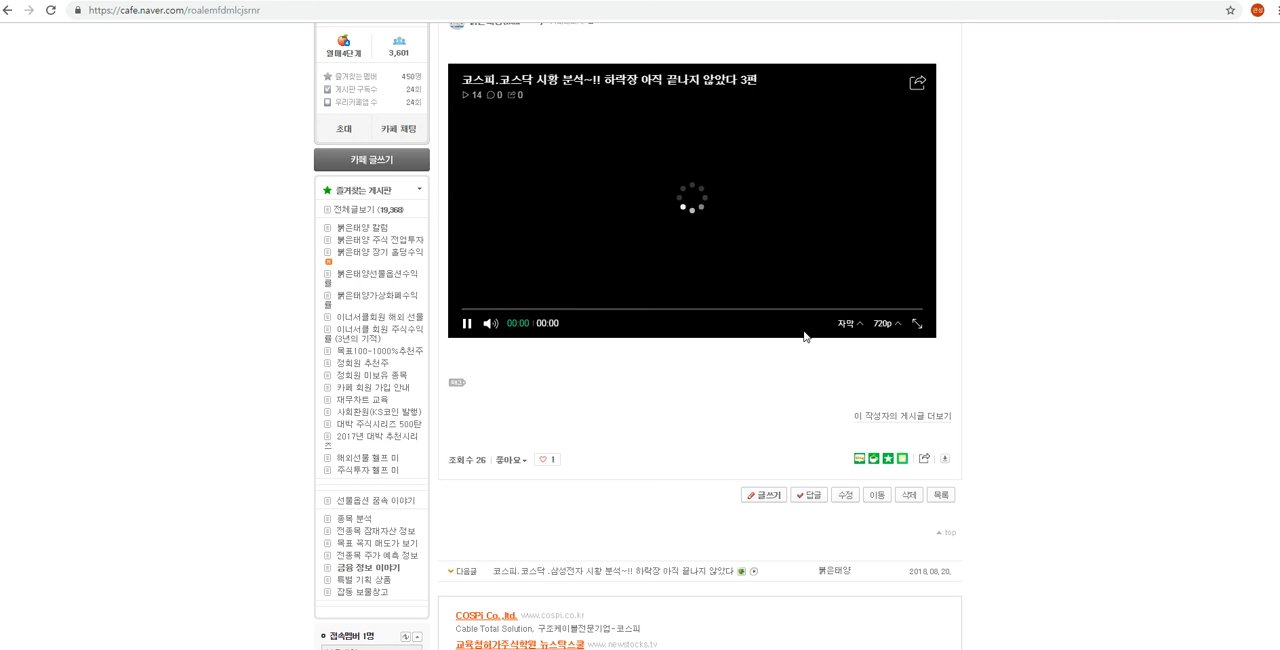 https://cafe.naver.com/roalemfdmlcjsrnr
열매4단계
3,601
즐겨찾는 멤버 450명
게시판 구독수 24회
우리카페앱 수 24회
초대 카페 채팅
카페 글쓰기
즐겨찾는 게시판
전체글보기 (19,368)
붉은태양 칼럼
붉은태양 주식 전업투자
붉은태양 장기 홀딩수익
붉은태양선물옵션수익
률
붉은태양가상화폐수익
률
이너서클회원 해외 선물
이너서클 회원 주식수익
률 (3년의 기적)
목표100-1000%추천주
정회원 추천주
정회원 미보유 종목
카페 회원 가입 안내
재무차트 교육
사회환원(KS코인 발행)
대박 주식시리즈 500탄
2017년 대박 추천시리
즈
해외선물 헬프 미
주식투자 헬프 미
선물옵션 꿈속 이야기
종목 분석
전종목 잠재자산 정보
목표 꼭지 매도가 보기
전종목 주가 예측 정보
금융 정보 이야기
특별 기획 상품
잡동 보물창고
접속멤버 1명
코스피.코스닥 시황 분석~!! 하락장 아직 끝나지 않았다 3편
14 0 0
00:00 00:00
자막 720p
태그
이 작성자의 게시글 더보기
조회수 26 좋아요 1
글쓰기 답글 수정 이동 삭제 목록
top
다음글 코스피.코스닥 .삼성전자 시황 분석~!! 하락장 아직 끝나지 않았다 붉은태양 2018.08.20.
COSPi Co.,ltd. www.cospi.co.kr
Cable Total Solution, 구조케이블전문기업-코스피
교육청허가주식학원 뉴스탁스쿨 www.newstocks.tv